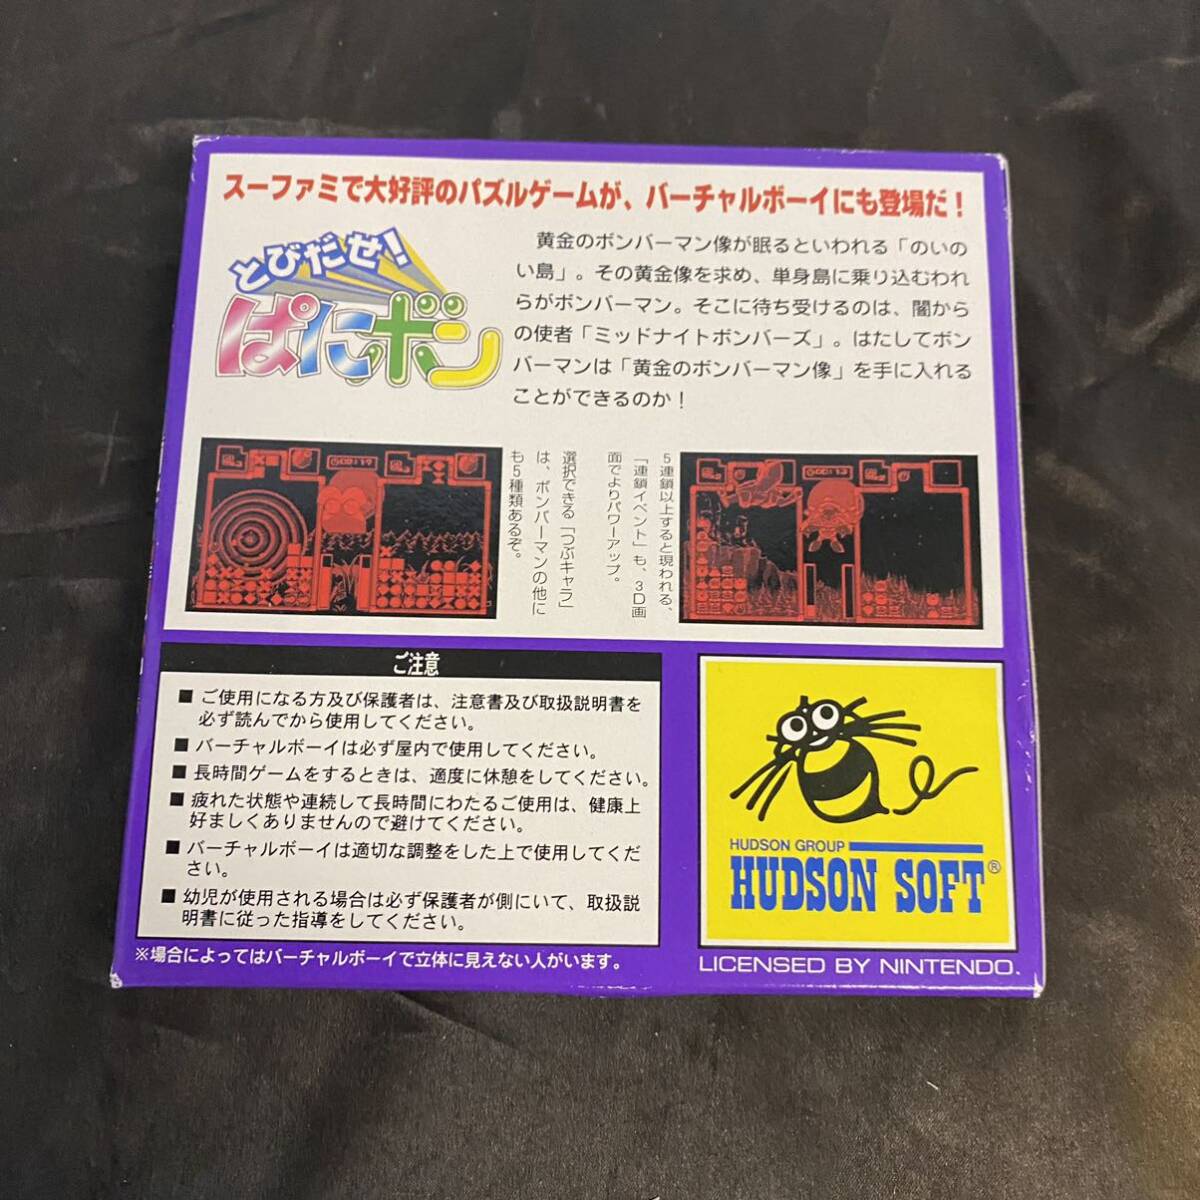 スーファミで大好評のパズルゲームが、バーチャルボーイにも登場だ！
とびだせ！
ぱにボン
黄金のボンバーマン像が眠るといわれる「のいの
い島」。その黄金像を求め、単身島に乗り込むわれ
らがボンバーマン。そこに待ち受けるのは、闇から
の使者「ミッドナイトボンバーズ」。はたしてボン
バーマンは「黄金のボンバーマン像」を手に入れる
ことができるのか！
選択できる「つぶキャラ」
は、ボンバーマンの他に
も5種類あるぞ。
5連鎖以上すると現われる、
「連鎖イベント」も、3D画
面でよりパワーアップ。
ご注意
■ ご使用になる方及び保護者は、注意書及び取扱説明書を
必ず読んでから使用してください。
■ バーチャルボーイは必ず屋内で使用してください。
■ 長時間ゲームをするときは、適度に休憩をしてください。
■ 疲れた状態や連続して長時間にわたるご使用は、健康上
好ましくありませんので避けてください。
■ バーチャルボーイは適切な調整をした上で使用してくだ
さい。
■ 幼児が使用される場合は必ず保護者が側にいて、取扱説
明書に従った指導をしてください。
※場合によってはバーチャルボーイで立体に見えない人がいます。
HUDSON GROUP
HUDSON SOFT®
LICENSED BY NINTENDO.